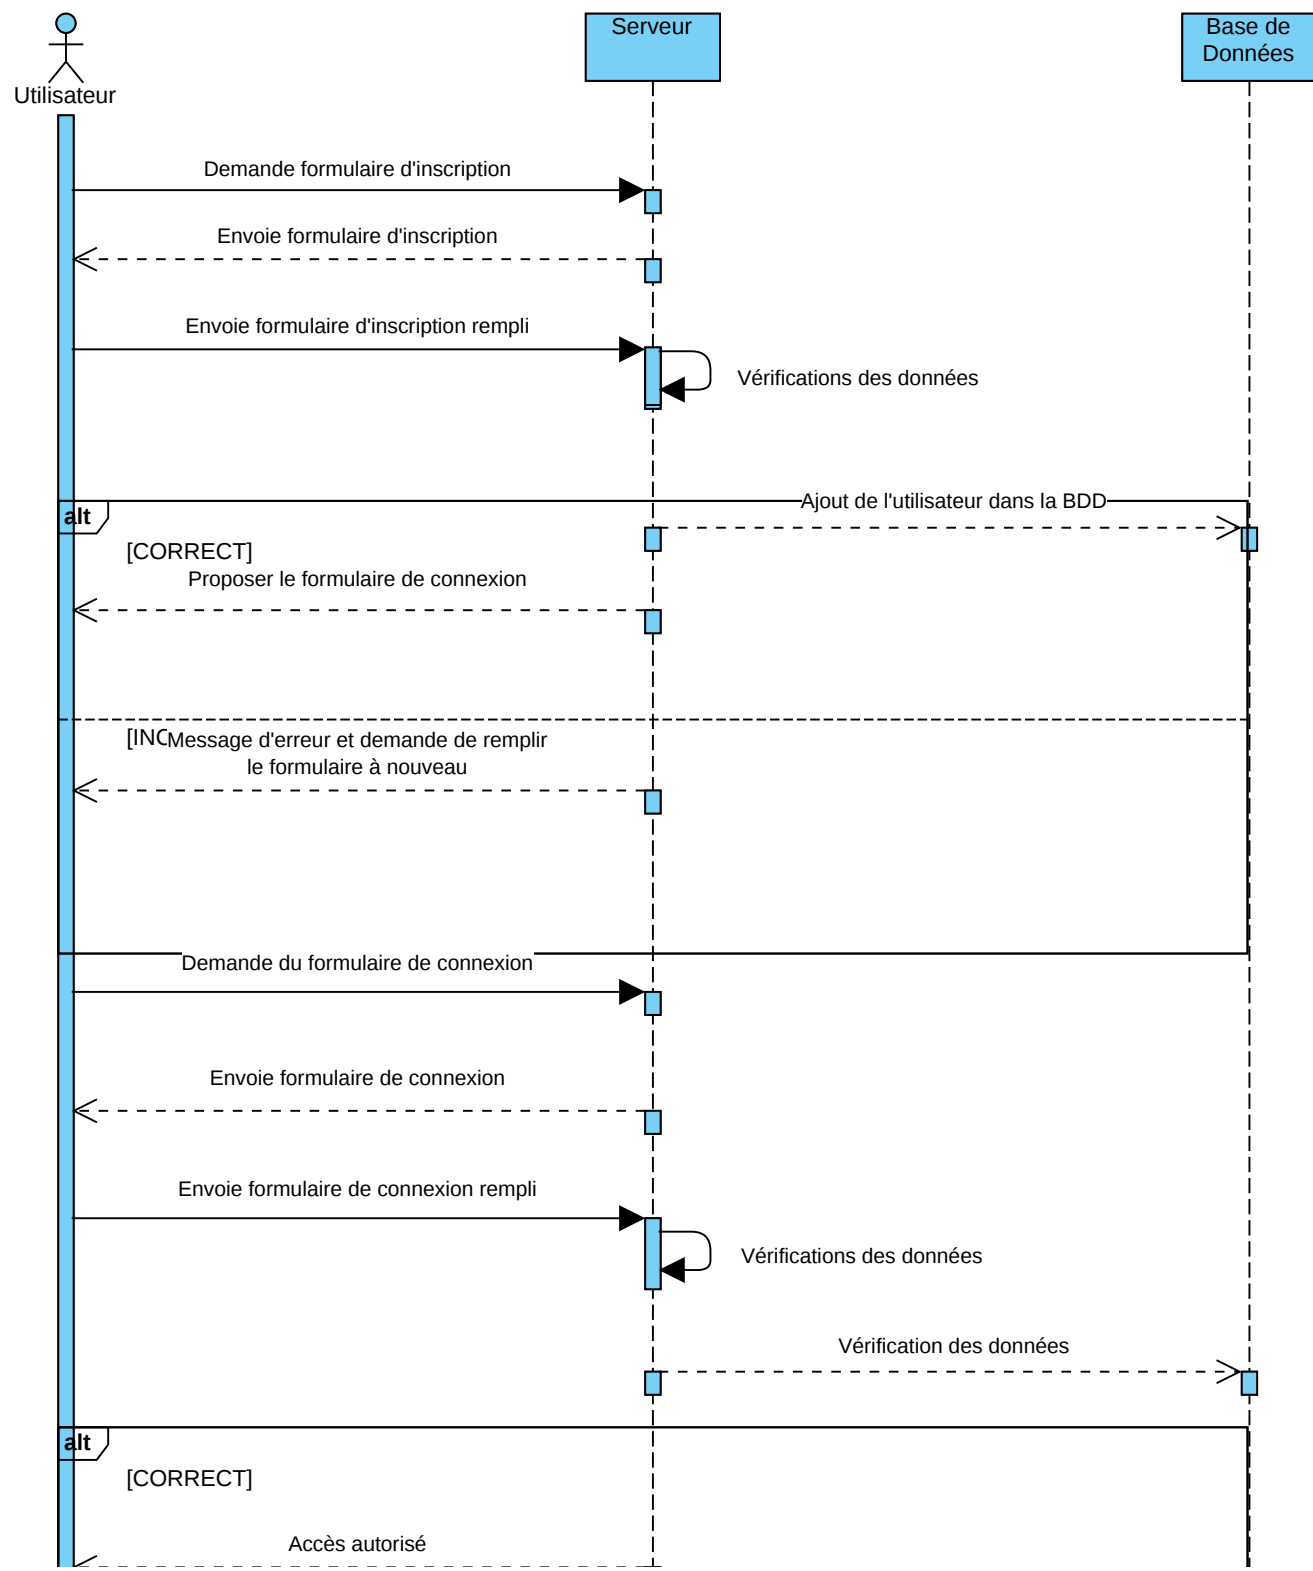 Utilisateur
Serveur
Base de
Données
Demande formulaire d'inscription
Envoie formulaire d'inscription
Envoie formulaire d'inscription rempli
Vérifications des données
Ajout de l'utilisateur dans la BDD
alt
[CORRECT]
Proposer le formulaire de connexion
Message d'erreur et demande de remplir
le formulaire à nouveau
Demande du formulaire de connexion
Envoie formulaire de connexion
Envoie formulaire de connexion rempli
Vérifications des données
Vérification des données
alt
[CORRECT]
Accès autorisé